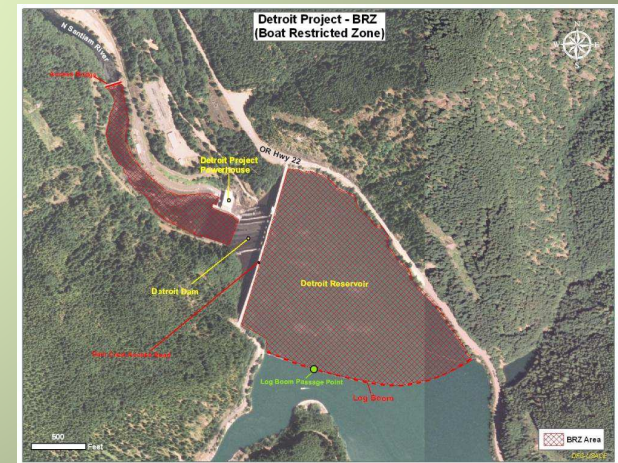 Detroit Project - BRZ
(Boat Restricted Zone)
N Santiam River
OR Hwy 22
Detroit Project
Powerhouse
Detroit Dam
Detroit Reservoir
Log Boom Passage Point
Log Boom
500
Feet
BRZ Area